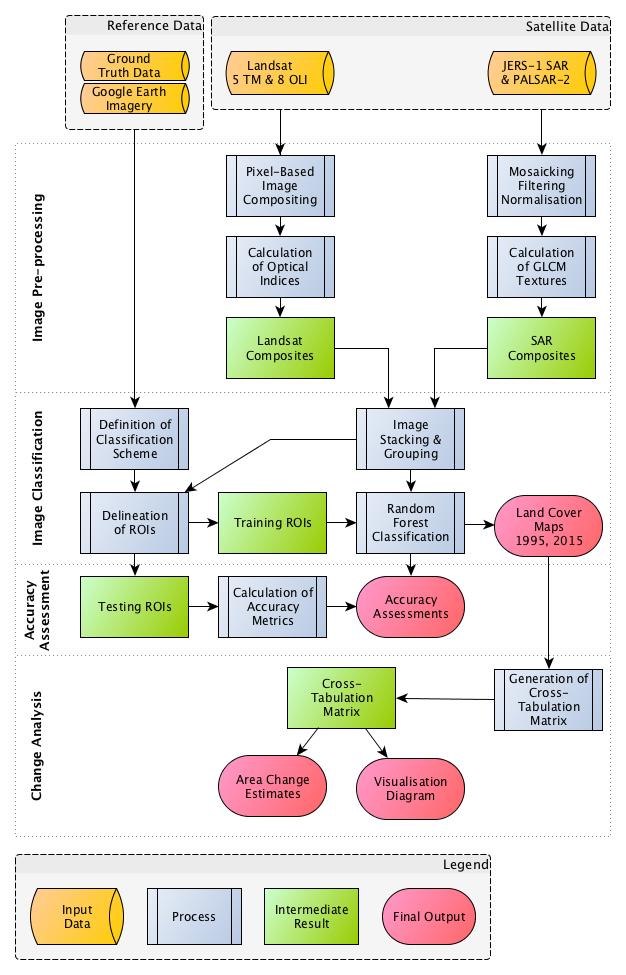 Reference Data
Ground
Truth Data
Google Earth
Imagery
Satellite Data
Landsat
5 TM & 8 OLI
JERS-1 SAR
& PALSAR-2
Image Pre-processing
Pixel-Based
Image
Compositing
Mosaicking
Filtering
Normalisation
Calculation
of Optical
Indices
Calculation
of GLCM
Textures
Landsat
Composites
SAR
Composites
Image Classification
Definition of
Classification
Scheme
Image
Stacking &
Grouping
Delineation
of ROIs
Training ROIs
Random
Forest
Classification
Land Cover
Maps
1995, 2015
Accuracy
Assessment
Testing ROIs
Calculation of
Accuracy
Metrics
Accuracy
Assessments
Change Analysis
Cross-
Tabulation
Matrix
Generation of
Cross-
Tabulation
Matrix
Area Change
Estimates
Visualisation
Diagram
Legend
Input
Data
Process
Intermediate
Result
Final Output